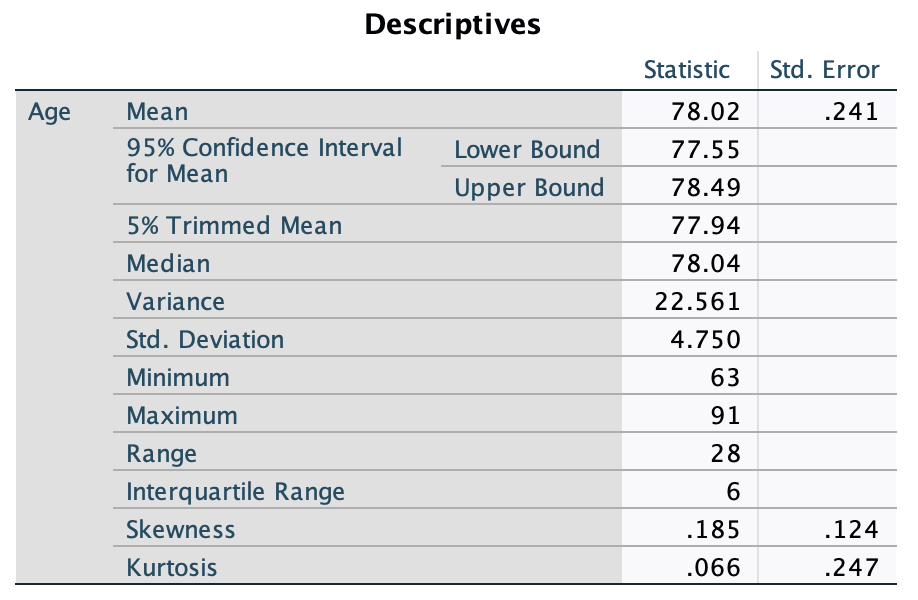 Descriptives
Statistic Std. Error
Age Mean 78.02 .241
95% Confidence Interval for Mean Lower Bound 77.55
Upper Bound 78.49
5% Trimmed Mean 77.94
Median 78.04
Variance 22.561
Std. Deviation 4.750
Minimum 63
Maximum 91
Range 28
Interquartile Range 6
Skewness .185 .124
Kurtosis .066 .247